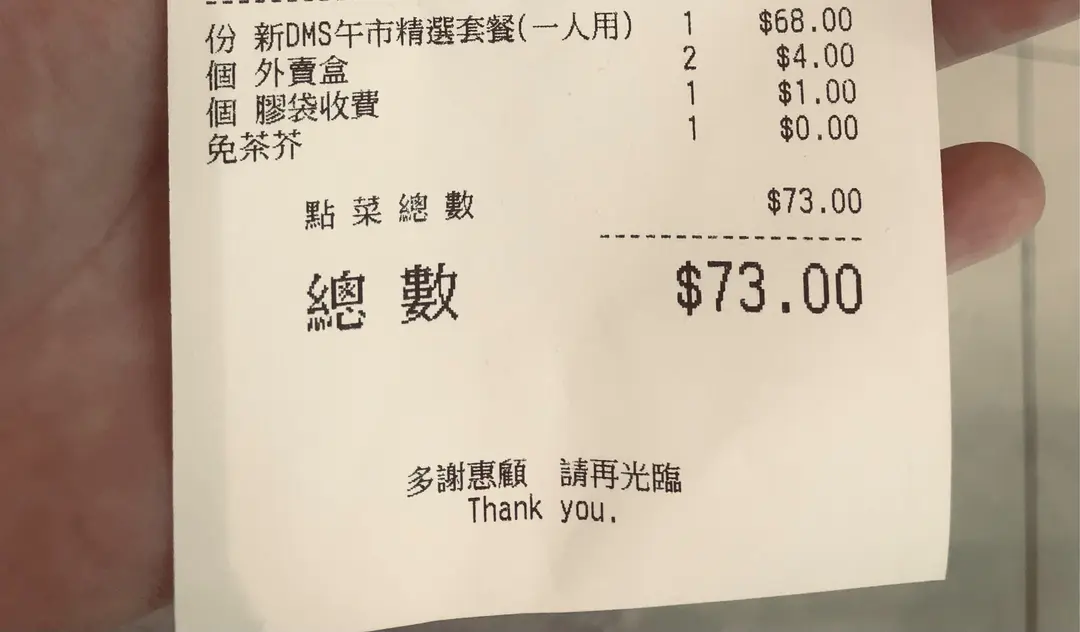 份 新DMS午市精選套餐(一人用) 1 $68.00
個 外賣盒 2 $4.00
個 膠袋收費 1 $1.00
免茶芥 1 $0.00
點菜總數 $73.00
總數 $73.00
多謝惠顧 請再光臨
Thank you.